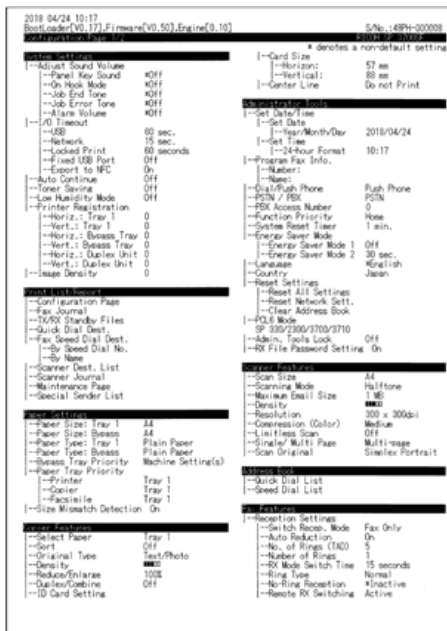 2018 04/24 10:17
BootLoader[V0.17],Firmware[V0.50],Engine[0.10]
S/No.:49PH-000008
Configuration Page 1/2
RICOH SP 3700SF
* denotes a non-default setting
System Settings
|--Adjust Sound Volume
|--Panel Key Sound *Off
|--On Hook Mode *Off
|--Job End Tone *Off
|--Job Error Tone *Off
|--Alarm Volume *Off
|--I/O Timeout
|--USB 60 sec.
|--Network 15 sec.
|--Locked Print 60 seconds
|--Fixed USB Port Off
|--Export to NFC On
|--Auto Continue Off
|--Toner Saving Off
|--Low Humidity Mode Off
|--Printer Registration
|--Horiz.: Tray 1 0
|--Vert.: Tray 1 0
|--Horiz.: Bypass Tray 0
|--Vert.: Bypass Tray 0
|--Horiz.: Duplex Unit 0
|--Vert.: Duplex Unit 0
|--Image Density 0
Print List/Report
|--Configuration Page
|--Fax Journal
|--TX/RX Standby Files
|--Quick Dial Dest.
|--Fax Speed Dial Dest.
|--By Speed Dial No.
|--By Name
|--Scanner Dest. List
|--Scanner Journal
|--Maintenance Page
|--Special Sender List
Paper Settings
|--Paper Size: Tray 1 A4
|--Paper Size: Bypass A4
|--Paper Type: Tray 1 Plain Paper
|--Paper Type: Bypass Plain Paper
|--Bypass Tray Priority Machine Setting(s)
|--Paper Tray Priority
|--Printer Tray 1
|--Copier Tray 1
|--Facsimile Tray 1
|--Size Mismatch Detection On
Copier Features
|--Select Paper Tray 1
|--Sort Off
|--Original Type Text/Photo
|--Density
|--Reduce/Enlarge 100%
|--Duplex/Combine Off
|--ID Card Setting
|--Card Size
|--Horizon: 57 mm
|--Vertical: 88 mm
|--Center Line Do not Print
Administrator Tools
|--Set Date/Time
|--Set Date
|--Year/Month/Day 2018/04/24
|--Set Time
|--24-hour Format 10:17
|--Program Fax Info.
|--Number:
|--Name:
|--Dial/Push Phone Push Phone
|--PSTN / PBX PSTN
|--PBX Access Number 0
|--Function Priority Home
|--System Reset Timer 1 min.
|--Energy Saver Mode
|--Energy Saver Mode 1 Off
|--Energy Saver Mode 2 30 sec.
|--Language *English
|--Country Japan
|--Reset Settings
|--Reset All Settings
|--Reset Network Sett.
|--Clear Address Book
|--PCL6 Mode
SP 330/2300/3700/3710
|--Admin. Tools Lock Off
|--RX File Password Setting On
Scanner Features
|--Scan Size A4
|--Scanning Mode Halftone
|--Maximum Email Size 1 MB
|--Density
|--Resolution 300 x 300dpi
|--Compression (Color) Medium
|--Limitless Scan Off
|--Single/ Multi Page Multi-page
|--Scan Original Simplex Portrait
Address Book
|--Quick Dial List
|--Speed Dial List
Fax Features
|--Reception Settings
|--Switch Recep. Mode Fax Only
|--Auto Reduction On
|--No. of Rings (TAD) 5
|--Number of Rings 1
|--RX Mode Switch Time 15 seconds
|--Ring Type Normal
|--No-Ring Reception *Inactive
|--Remote RX Switching Active